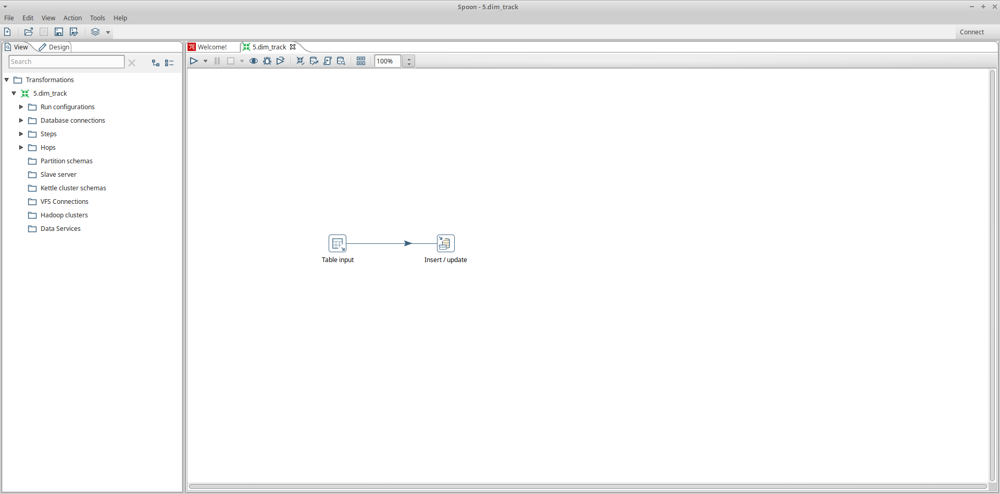 Spoon - 5.dim_track
File Edit View Action Tools Help
Connect
View Design
Welcome! 5.dim_track
Search
100%
Transformations
5.dim_track
Run configurations
Database connections
Steps
Hops
Partition schemas
Slave server
Kettle cluster schemas
VFS Connections
Hadoop clusters
Data Services
Table input Insert / update